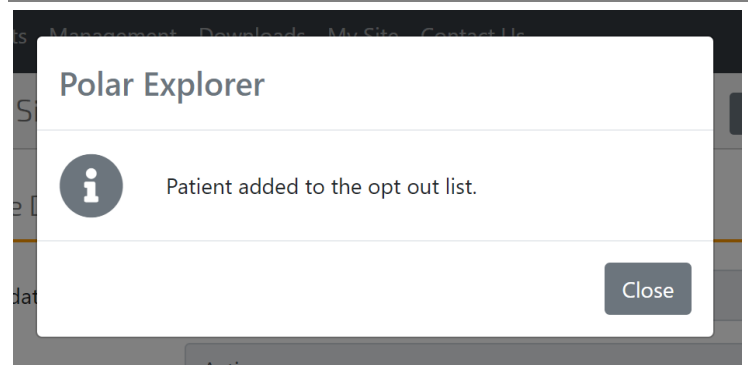 Management Downloads My Site Contact Us
Polar Explorer
Patient added to the opt out list.
Close